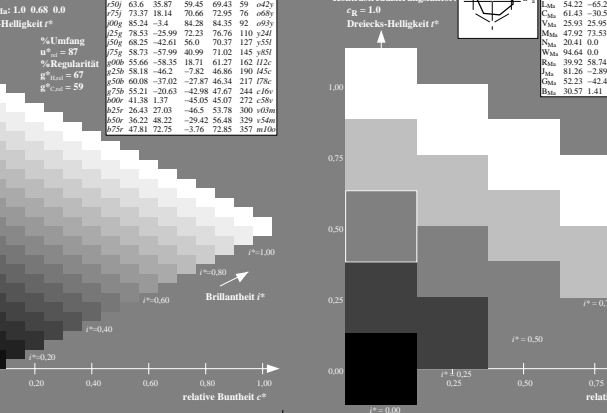 Ma: 1.0 0.68 0.0
-Helligkeit t*
%Umfang
u*rel = 87
%Regularität
g*H,rel = 67
g*C,rel = 59
r50j 63.6 35.87 59.45 69.43 59 o42y
r75j 73.37 18.14 70.66 72.95 76 o68y
j00g 85.24 −3.4 84.28 84.35 92 o93y
j25g 78.53 −25.99 72.23 76.76 110 y24l
j50g 68.25 −42.61 56.0 70.37 127 y55l
j75g 58.73 −57.99 40.99 71.02 145 y85l
g00b 55.66 −58.35 18.71 61.27 162 l12c
g25b 58.18 −46.2 −7.82 46.86 190 l45c
g50b 60.08 −37.02 −27.87 46.34 217 l78c
g75b 55.21 −20.63 −42.98 47.67 244 c16v
b00r 41.38 1.37 −45.05 45.07 272 c58v
b25r 26.43 27.03 −46.5 53.78 300 v03m
b50r 36.22 48.22 −29.42 56.48 329 v54m
b75r 47.81 72.75 −3.76 72.85 357 m10o
i*=1,00
i*=0,80
Brillantheit i*
i*=0,60
i*=0,40
i*=0,20
0,20 0,40 0,60 0,80 1,00
relative Buntheit c*
cR = 1.0
Dreiecks-Helligkeit t*
LMa 54.22 −65.2
CMa 61.43 −30.5
VMa 25.93 25.95
MMa 47.92 73.53
NMa 20.41 0.0
WMa 94.64 0.0
RMa 39.92 58.74
JMa 81.26 −2.89
GMa 52.23 −42.4
BMa 30.57 1.41
1,00
0,75
0,50
0,25
0,00
i* = 0,7
i* = 0,50
i* = 0,25
i* = 0,00
0,25 0,50 0,75
relati